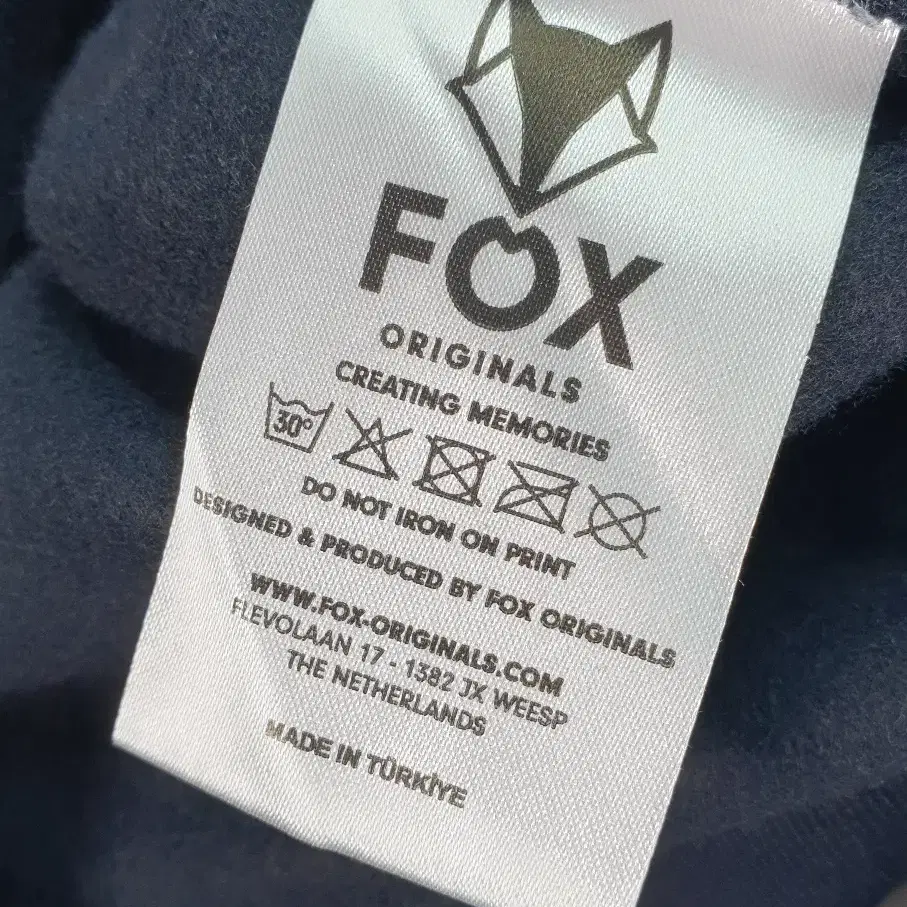 FOX
ORIGINALS
CREATING MEMORIES
30°
DO NOT IRON ON PRINT
DESIGNED & PRODUCED BY FOX ORIGINALS
WWW.FOX-ORIGINALS.COM
FLEVOLAAN 17 - 1382 JX WEESP
THE NETHERLANDS
MADE IN TÜRKİYE